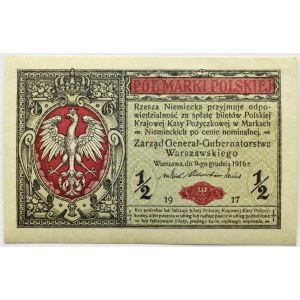 PÓŁ MARKI POLSKIEJ
Rzesza Niemiecka przyjmuje odpo-
wiedzialność za spłatę biletów Polskiej
Krajowej Kasy Pożyczkowej w Markach
Niemieckich po cenie nominalnej.
Zarząd Generał-Gubernatorstwa
Warszawskiego
Warszawa, dn. 9-go grudnia 1916 r.
1/2
1/2
19 17